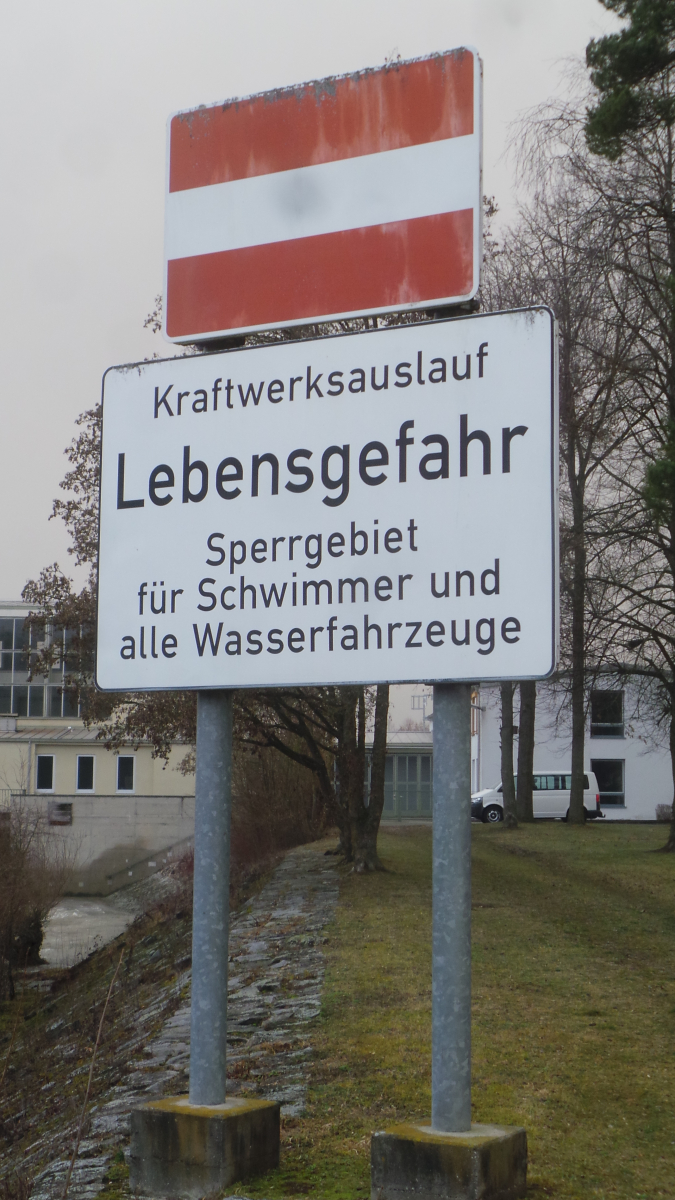 Kraftwerksauslauf
Lebensgefahr
Sperrgebiet
für Schwimmer und
alle Wasserfahrzeuge